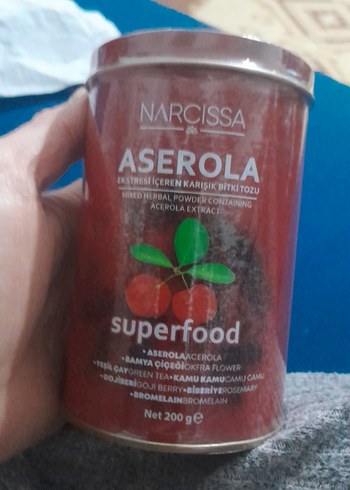 NARCISSA
ASEROLA
EKSTRESİ İÇEREN KARIŞIK BİTKİ TOZU
MIXED HERBAL POWDER CONTAINING
ACEROLA EXTRACT
superfood
• ASEROLA ACEROLA
• BAMYA ÇİÇEĞİ OKRA FLOWER
• YEŞİL ÇAY GREEN TEA • KAMU KAMU CAMU CAMU
• GOJİBERİ GOJI BERRY • BİBERİYE ROSEMARY
• BROMELAIN BROMELAIN
Net 200 g e